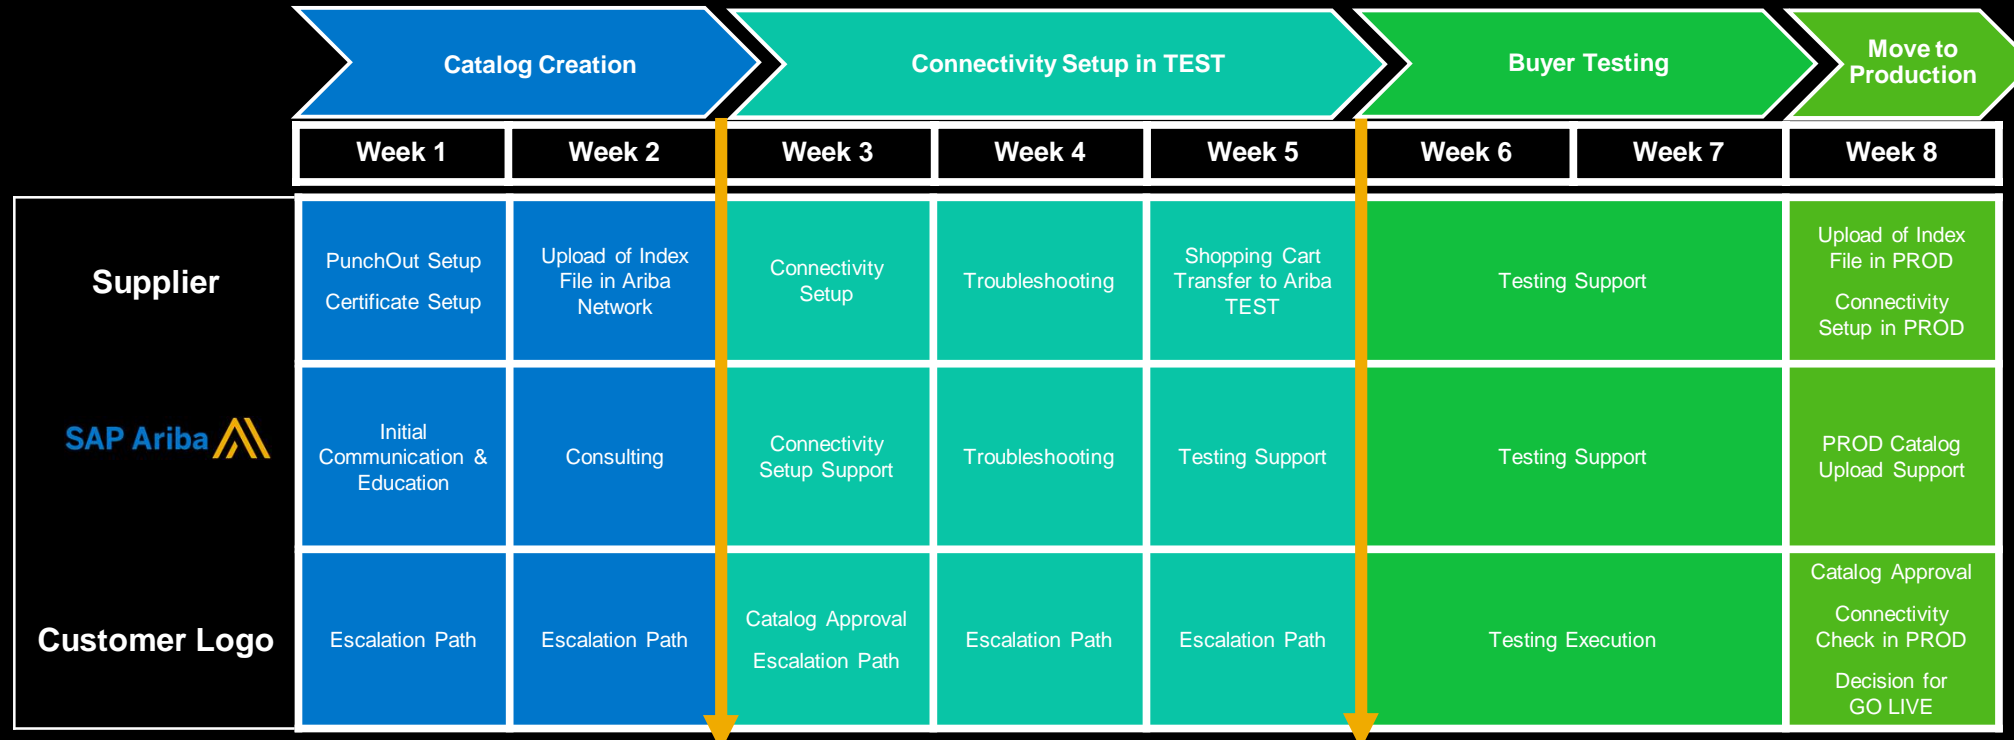 Catalog Creation
Connectivity Setup in TEST
Buyer Testing
Move to
Production
Week 1
Week 2
Week 3
Week 4
Week 5
Week 6
Week 7
Week 8
Supplier
PunchOut Setup
Certificate Setup
Upload of Index
File in Ariba
Network
Connectivity
Setup
Troubleshooting
Shopping Cart
Transfer to Ariba
TEST
Testing Support
Upload of Index
File in PROD
Connectivity
Setup in PROD
SAP Ariba
Initial
Communication &
Education
Consulting
Connectivity
Setup Support
Troubleshooting
Testing Support
Testing Support
PROD Catalog
Upload Support
Customer Logo
Escalation Path
Escalation Path
Catalog Approval
Escalation Path
Escalation Path
Escalation Path
Testing Execution
Catalog Approval
Connectivity
Check in PROD
Decision for
GO LIVE